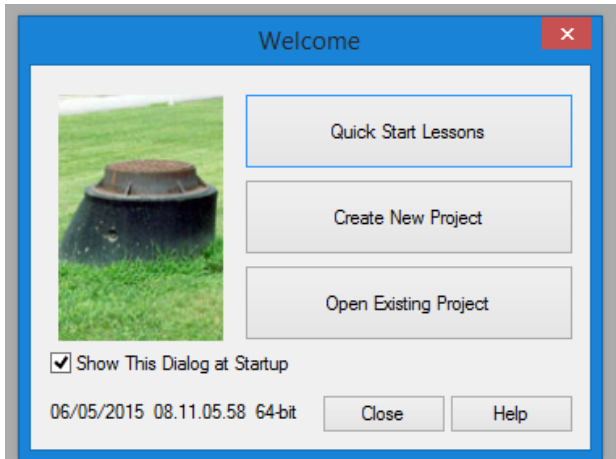 Welcome
Quick Start Lessons
Create New Project
Open Existing Project
Show This Dialog at Startup
06/05/2015 08.11.05.58 64-bit
Close
Help